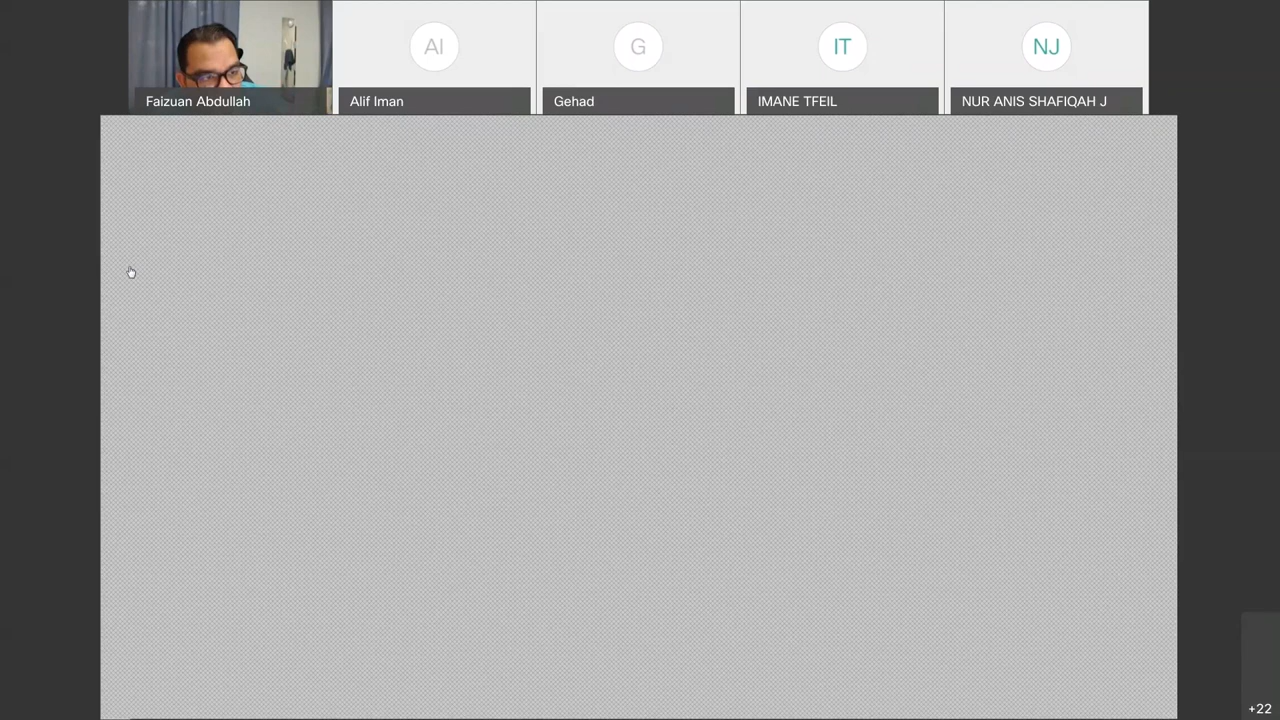 AI
G
IT
NJ
Faizuan Abdullah
Alif Iman
Gehad
IMANE TFEIL
NUR ANIS SHAFIQAH J
+22